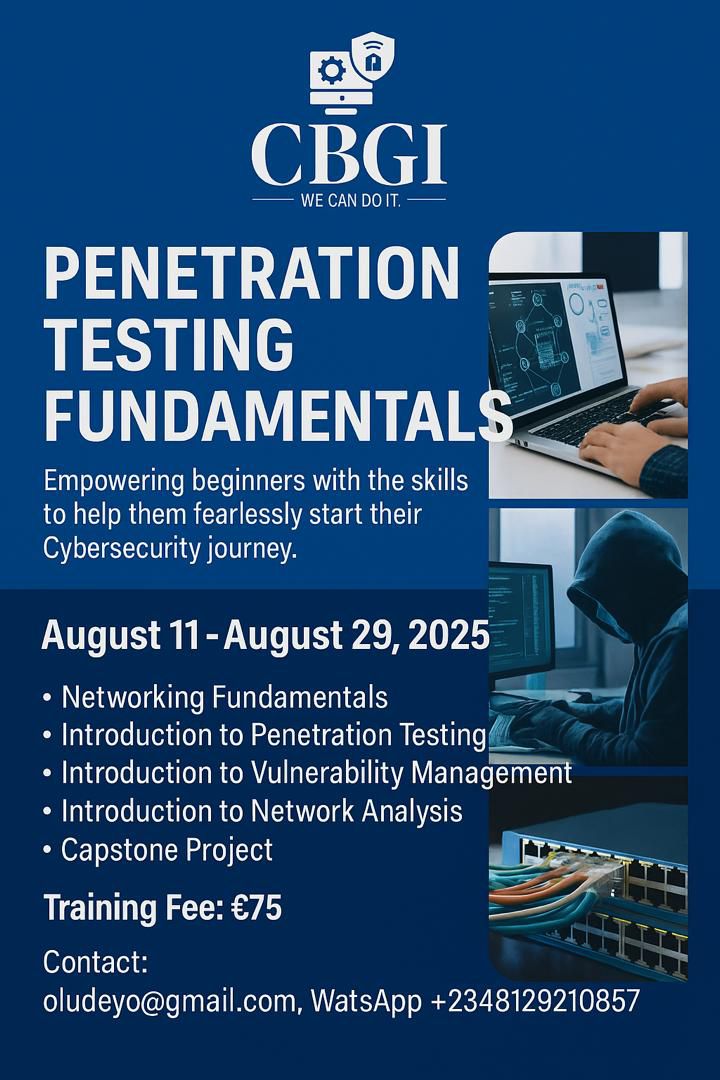 CBGI
WE CAN DO IT.
PENETRATION
TESTING
FUNDAMENTALS
Empowering beginners with the skills
to help them fearlessly start their
Cybersecurity journey.
August 11 - August 29, 2025
• Networking Fundamentals
• Introduction to Penetration Testing
• Introduction to Vulnerability Management
• Introduction to Network Analysis
• Capstone Project
Training Fee: €75
Contact:
oludeyo@gmail.com, WatsApp +2348129210857